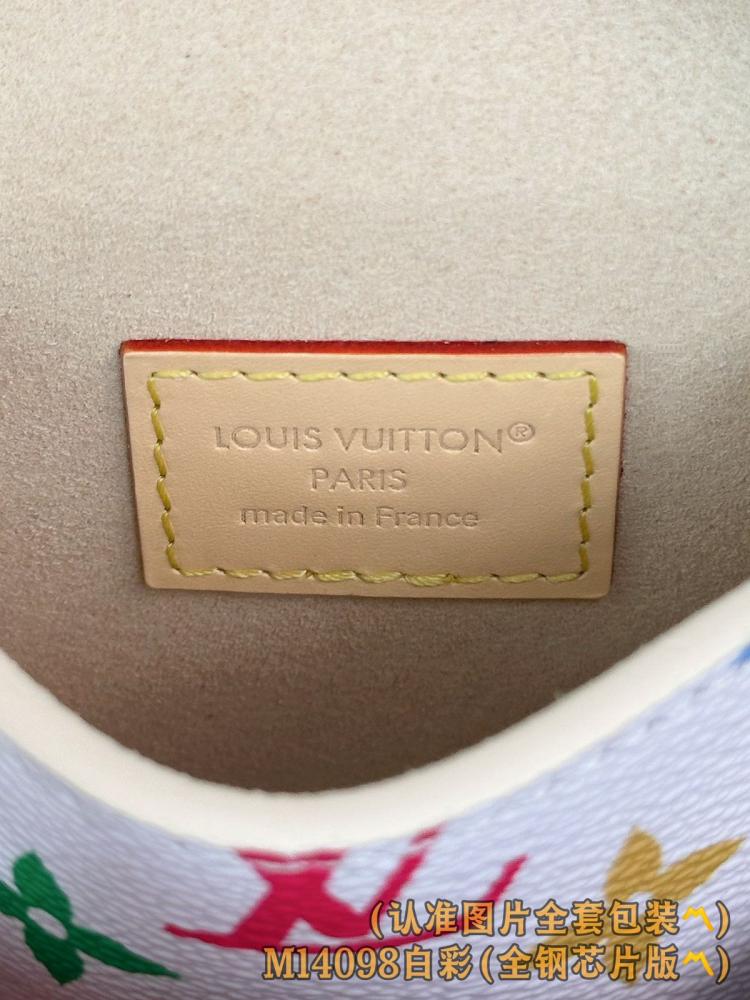 LOUIS VUITTON®
PARIS
made in France
(认准图片全套包装〽)
M14098白彩(全钢芯片版〽)